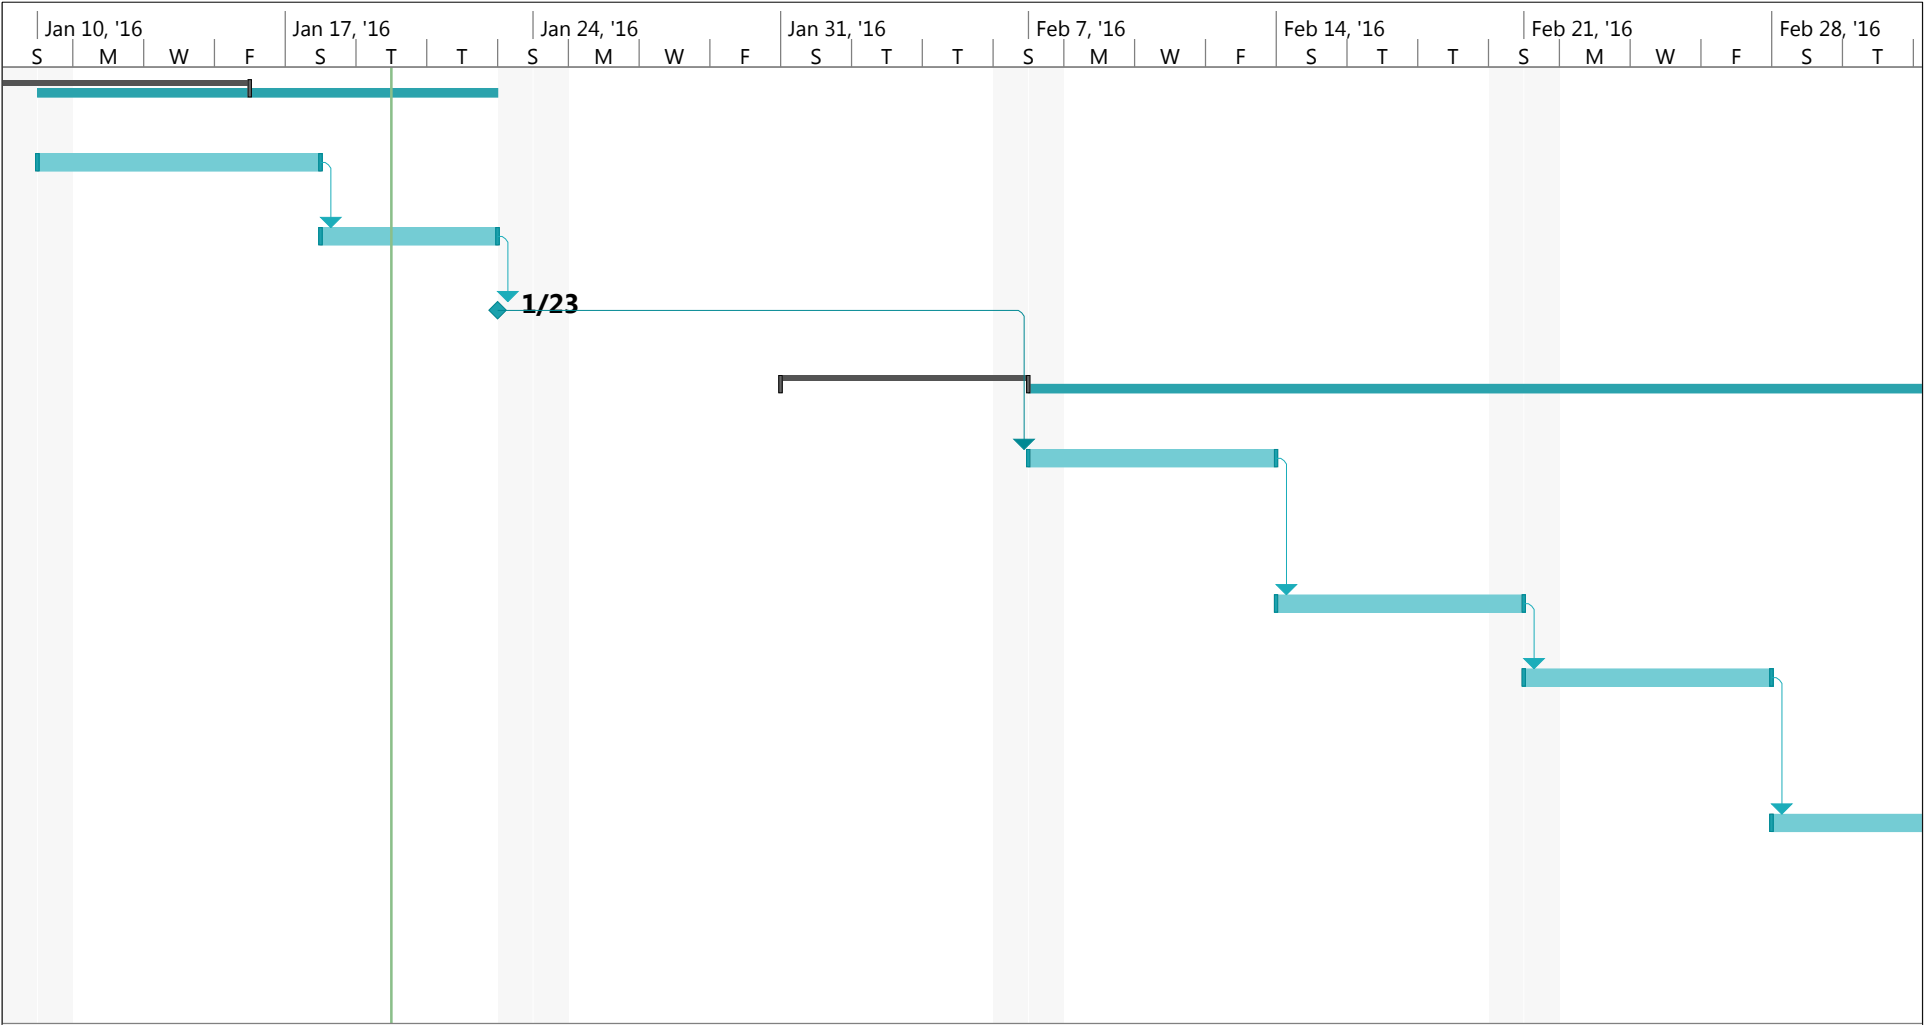 Jan 10, '16 Jan 17, '16 Jan 24, '16 Jan 31, '16 Feb 7, '16 Feb 14, '16 Feb 21, '16 Feb 28, '16
S M W F S T T S M W F S T T S M W F S T T S M W F S T
1/23